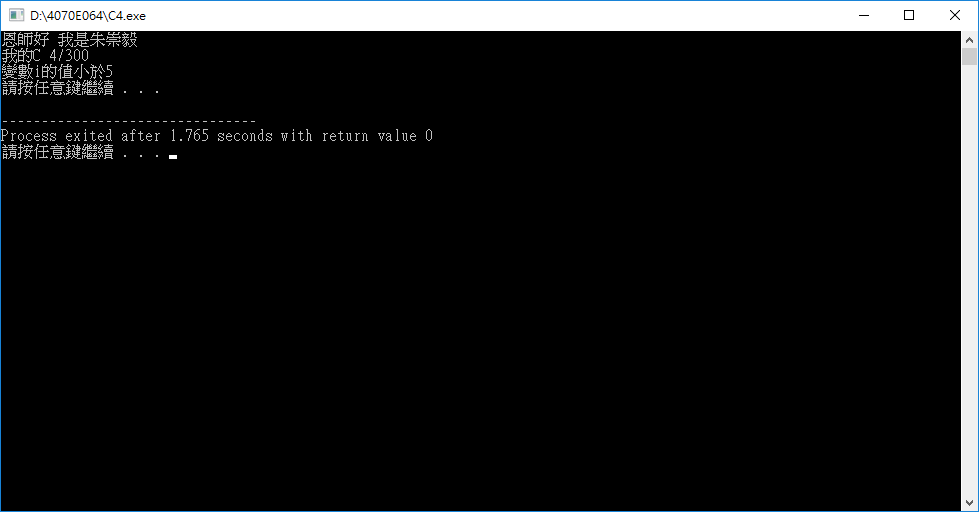 D:\4070E064\C4.exe
恩師好 我是朱崇毅
我的C 4/300
變數i的值小於5
請按任意鍵繼續 . . .
--------------------------------
Process exited after 1.765 seconds with return value 0
請按任意鍵繼續 . . .